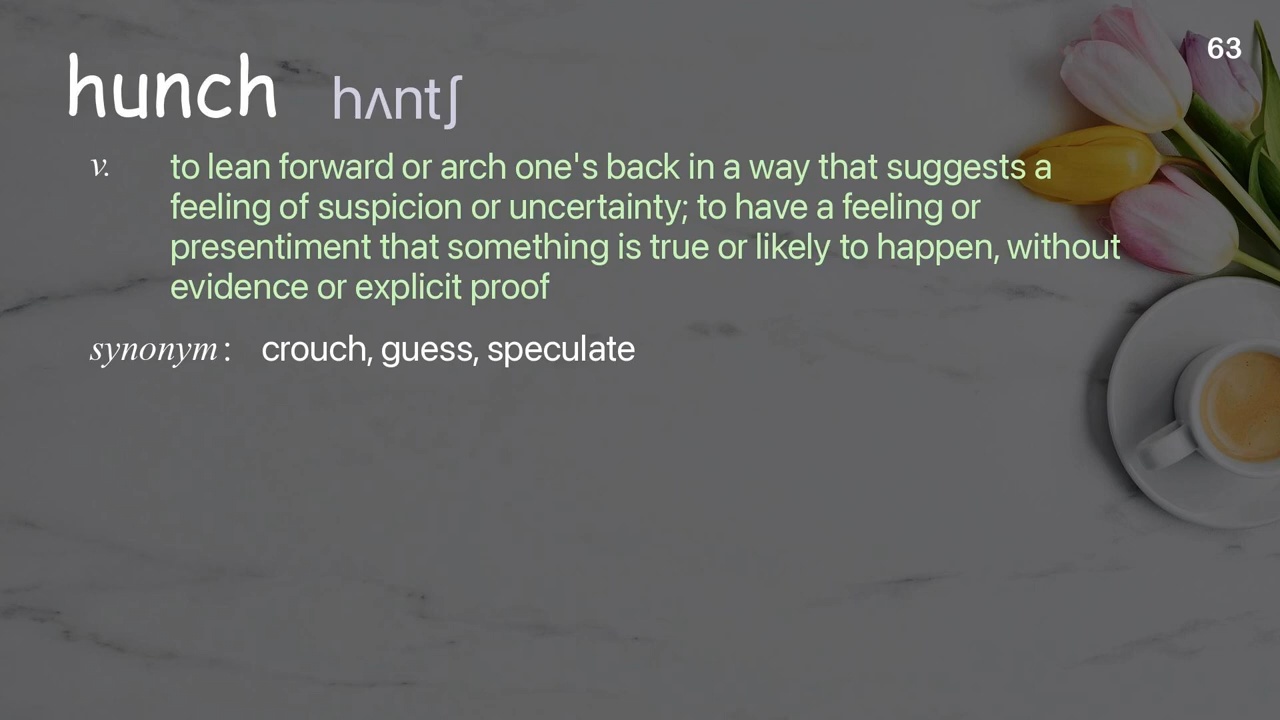 63
hunch hʌntʃ
v. to lean forward or arch one's back in a way that suggests a
feeling of suspicion or uncertainty; to have a feeling or
presentiment that something is true or likely to happen, without
evidence or explicit proof
synonym : crouch, guess, speculate